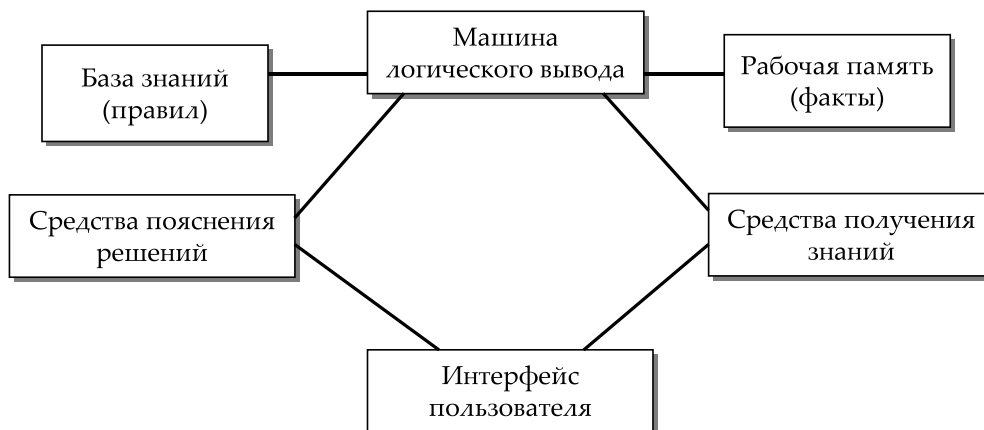 Машина
логического вывода
База знаний
(правил)
Рабочая память
(факты)
Средства пояснения
решений
Средства получения
знаний
Интерфейс
пользователя